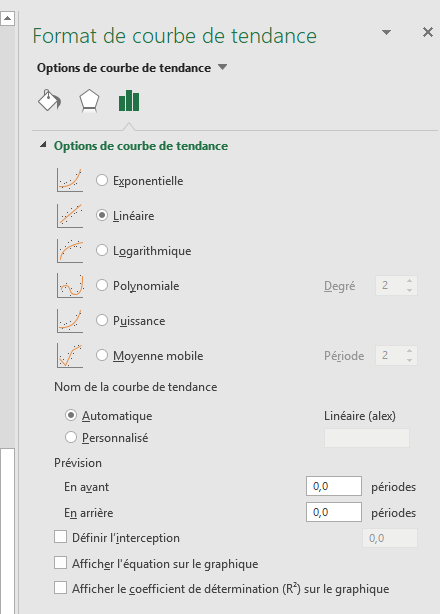 Format de courbe de tendance
Options de courbe de tendance
Options de courbe de tendance
Exponentielle
Linéaire
Logarithmique
Polynomiale Degré 2
Puissance
Moyenne mobile Période 2
Nom de la courbe de tendance
Automatique Linéaire (alex)
Personnalisé
Prévision
En avant 0,0 périodes
En arrière 0,0 périodes
Définir l'interception 0,0
Afficher l'équation sur le graphique
Afficher le coefficient de détermination (R²) sur le graphique